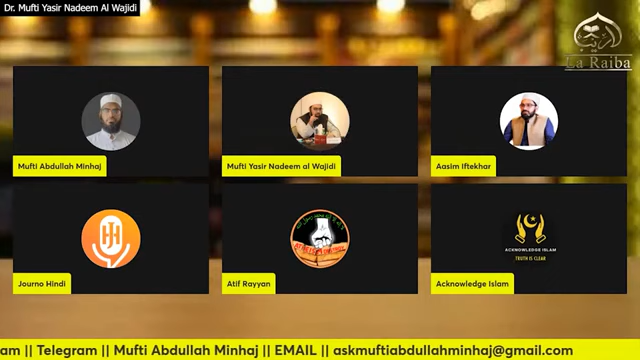 Dr. Mufti Yasir Nadeem Al Wajidi
La Raiba
Mufti Abdullah Minhaj
Mufti Yasir Nadeem al Wajidi
Aasim Iftekhar
ACKNOWLEDGE ISLAM
TRUTH IS CLEAR
Journo Hindi
Atif Rayyan
Acknowledge Islam
am || Telegram || Mufti Abdullah Minhaj || EMAIL || askmuftiabdullahminhaj@gmail.com